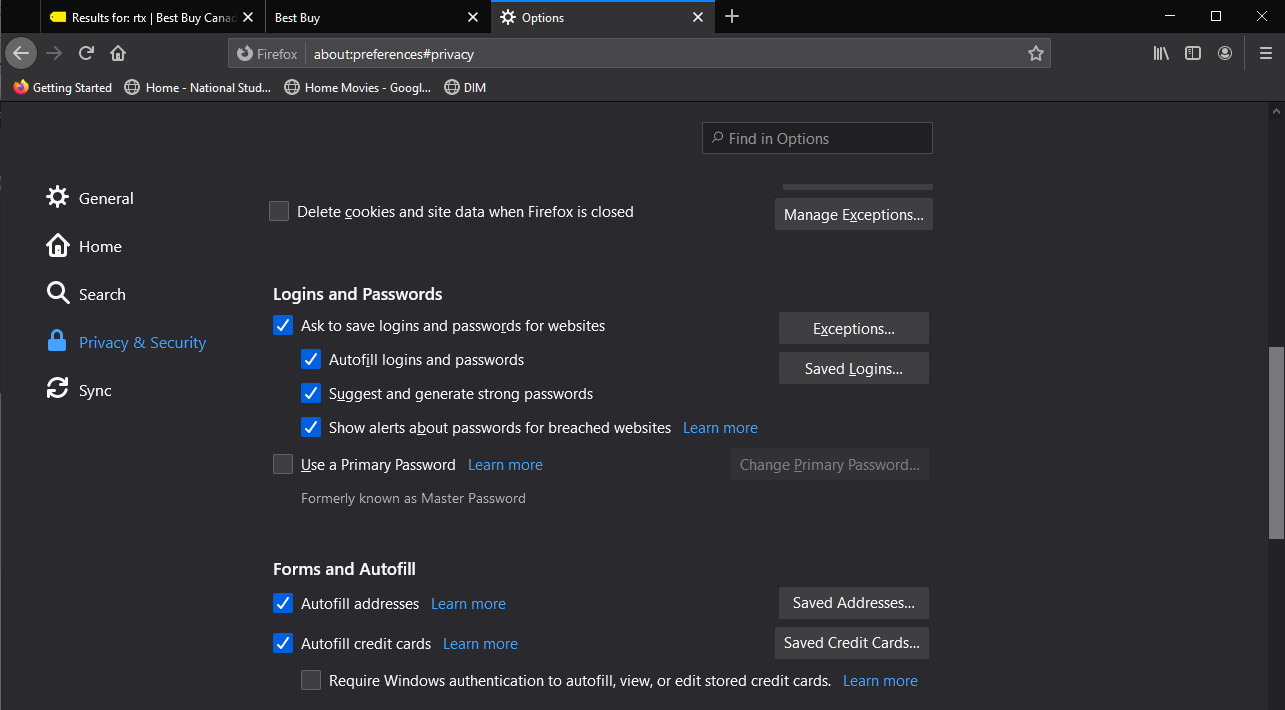 Results for: rtx | Best Buy Canad
Best Buy
Options
Firefox
about:preferences#privacy
Getting Started
Home - National Stud...
Home Movies - Googl...
DIM
Find in Options
General
Home
Search
Privacy & Security
Sync
Delete cookies and site data when Firefox is closed
Manage Exceptions...
Logins and Passwords
Ask to save logins and passwords for websites
Exceptions...
Autofill logins and passwords
Saved Logins...
Suggest and generate strong passwords
Show alerts about passwords for breached websites Learn more
Use a Primary Password Learn more
Change Primary Password...
Formerly known as Master Password
Forms and Autofill
Autofill addresses Learn more
Saved Addresses...
Autofill credit cards Learn more
Saved Credit Cards...
Require Windows authentication to autofill, view, or edit stored credit cards. Learn more